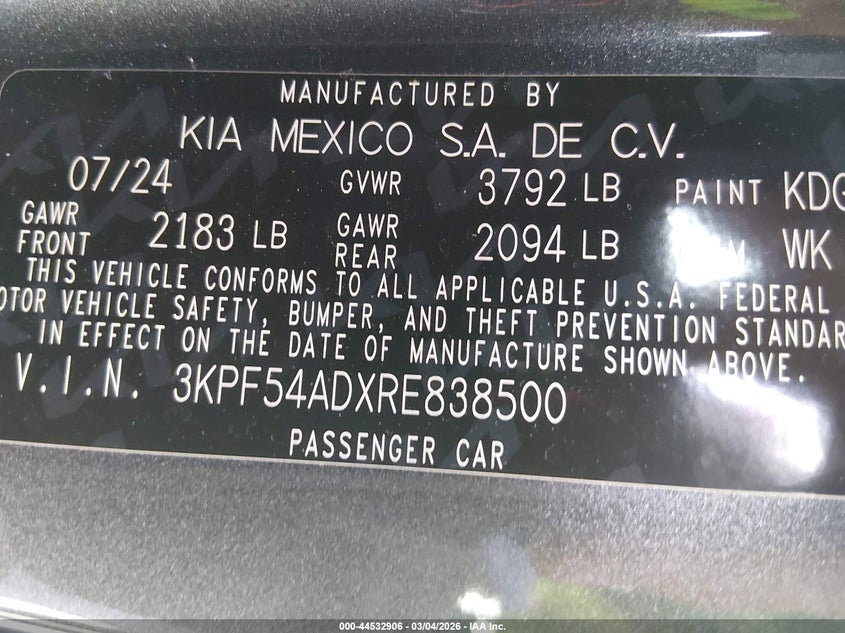 MANUFACTURED BY
KIA MEXICO S.A. DE C.V.
07/24 GVWR 3792 LB PAINT KDG
GAWR FRONT 2183 LB GAWR REAR 2094 LB WK
THIS VEHICLE CONFORMS TO ALL APPLICABLE U.S.A. FEDERAL
OTOR VEHICLE SAFETY, BUMPER, AND THEFT PREVENTION STANDAR
IN EFFECT ON THE DATE OF MANUFACTURE SHOWN ABOVE.
V.I.N. 3KPF54ADXRE838500
PASSENGER CAR
000-44532906 - 03/04/2026 - IAA Inc.